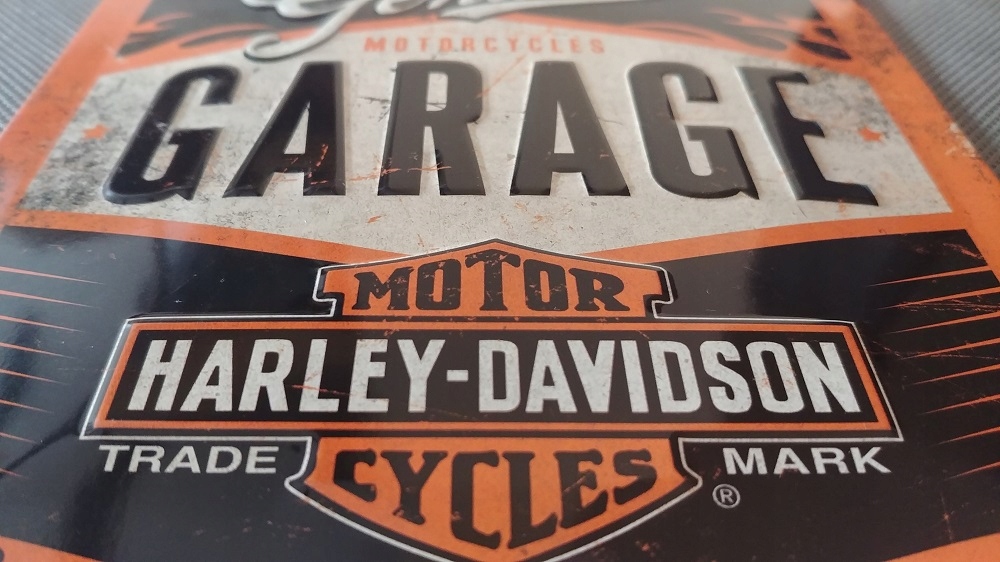 MOTORCYCLES
GARAGE
MOTOR
HARLEY-DAVIDSON
TRADE MARK
CYCLES
®